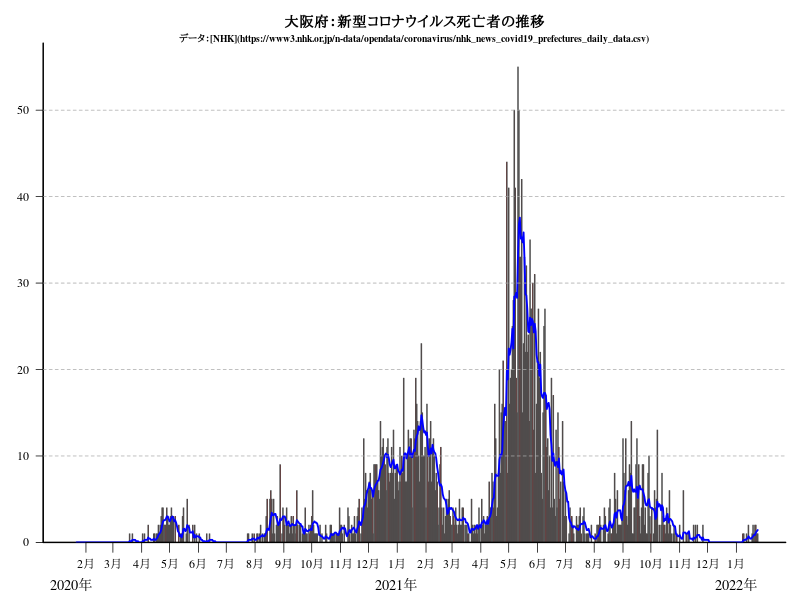 大阪府：新型コロナウイルス死亡者の推移
データ：[NHK](https://www3.nhk.or.jp/n-data/opendata/coronavirus/nhk_news_covid19_prefectures_daily_data.csv)
50
40
30
20
10
0
2月 3月 4月 5月 6月 7月 8月 9月 10月 11月 12月 1月 2月 3月 4月 5月 6月 7月 8月 9月 10月 11月 12月 1月
2020年 2021年 2022年